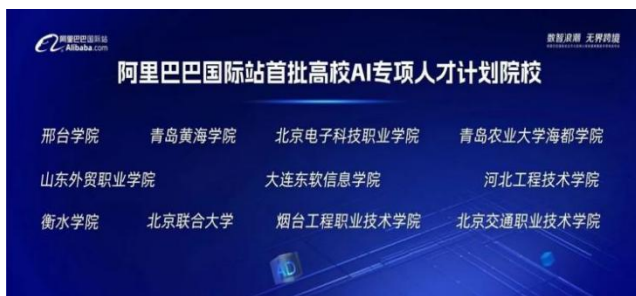 阿里巴巴国际站
Alibaba.com
数智浪潮 无界跨境
阿里巴巴国际站首批高校AI专项人才计划院校
邢台学院 青岛黄海学院 北京电子科技职业学院 青岛农业大学海都学院
山东外贸职业学院 大连东软信息学院 河北工程技术学院
衡水学院 北京联合大学 烟台工程职业技术学院 北京交通职业技术学院
AD